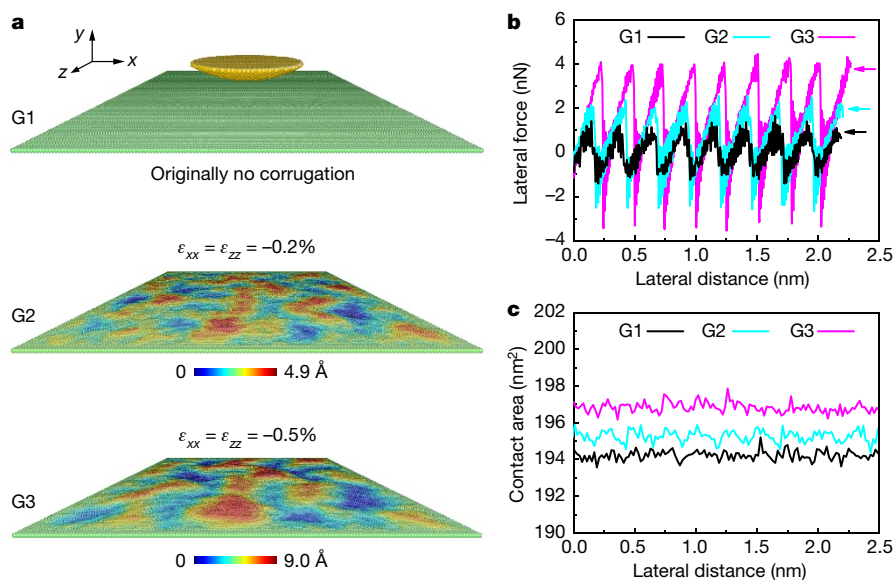 a
y
z
x
G1
Originally no corrugation
ε_xx = ε_zz = −0.2%
G2
0 4.9 Å
ε_xx = ε_zz = −0.5%
G3
0 9.0 Å
b
G1 G2 G3
6
4
2
0
−2
−4
Lateral force (nN)
0.0 0.5 1.0 1.5 2.0 2.5
Lateral distance (nm)
c
202
200
198
196
194
192
190
G1 G2 G3
Contact area (nm²)
0.0 0.5 1.0 1.5 2.0 2.5
Lateral distance (nm)